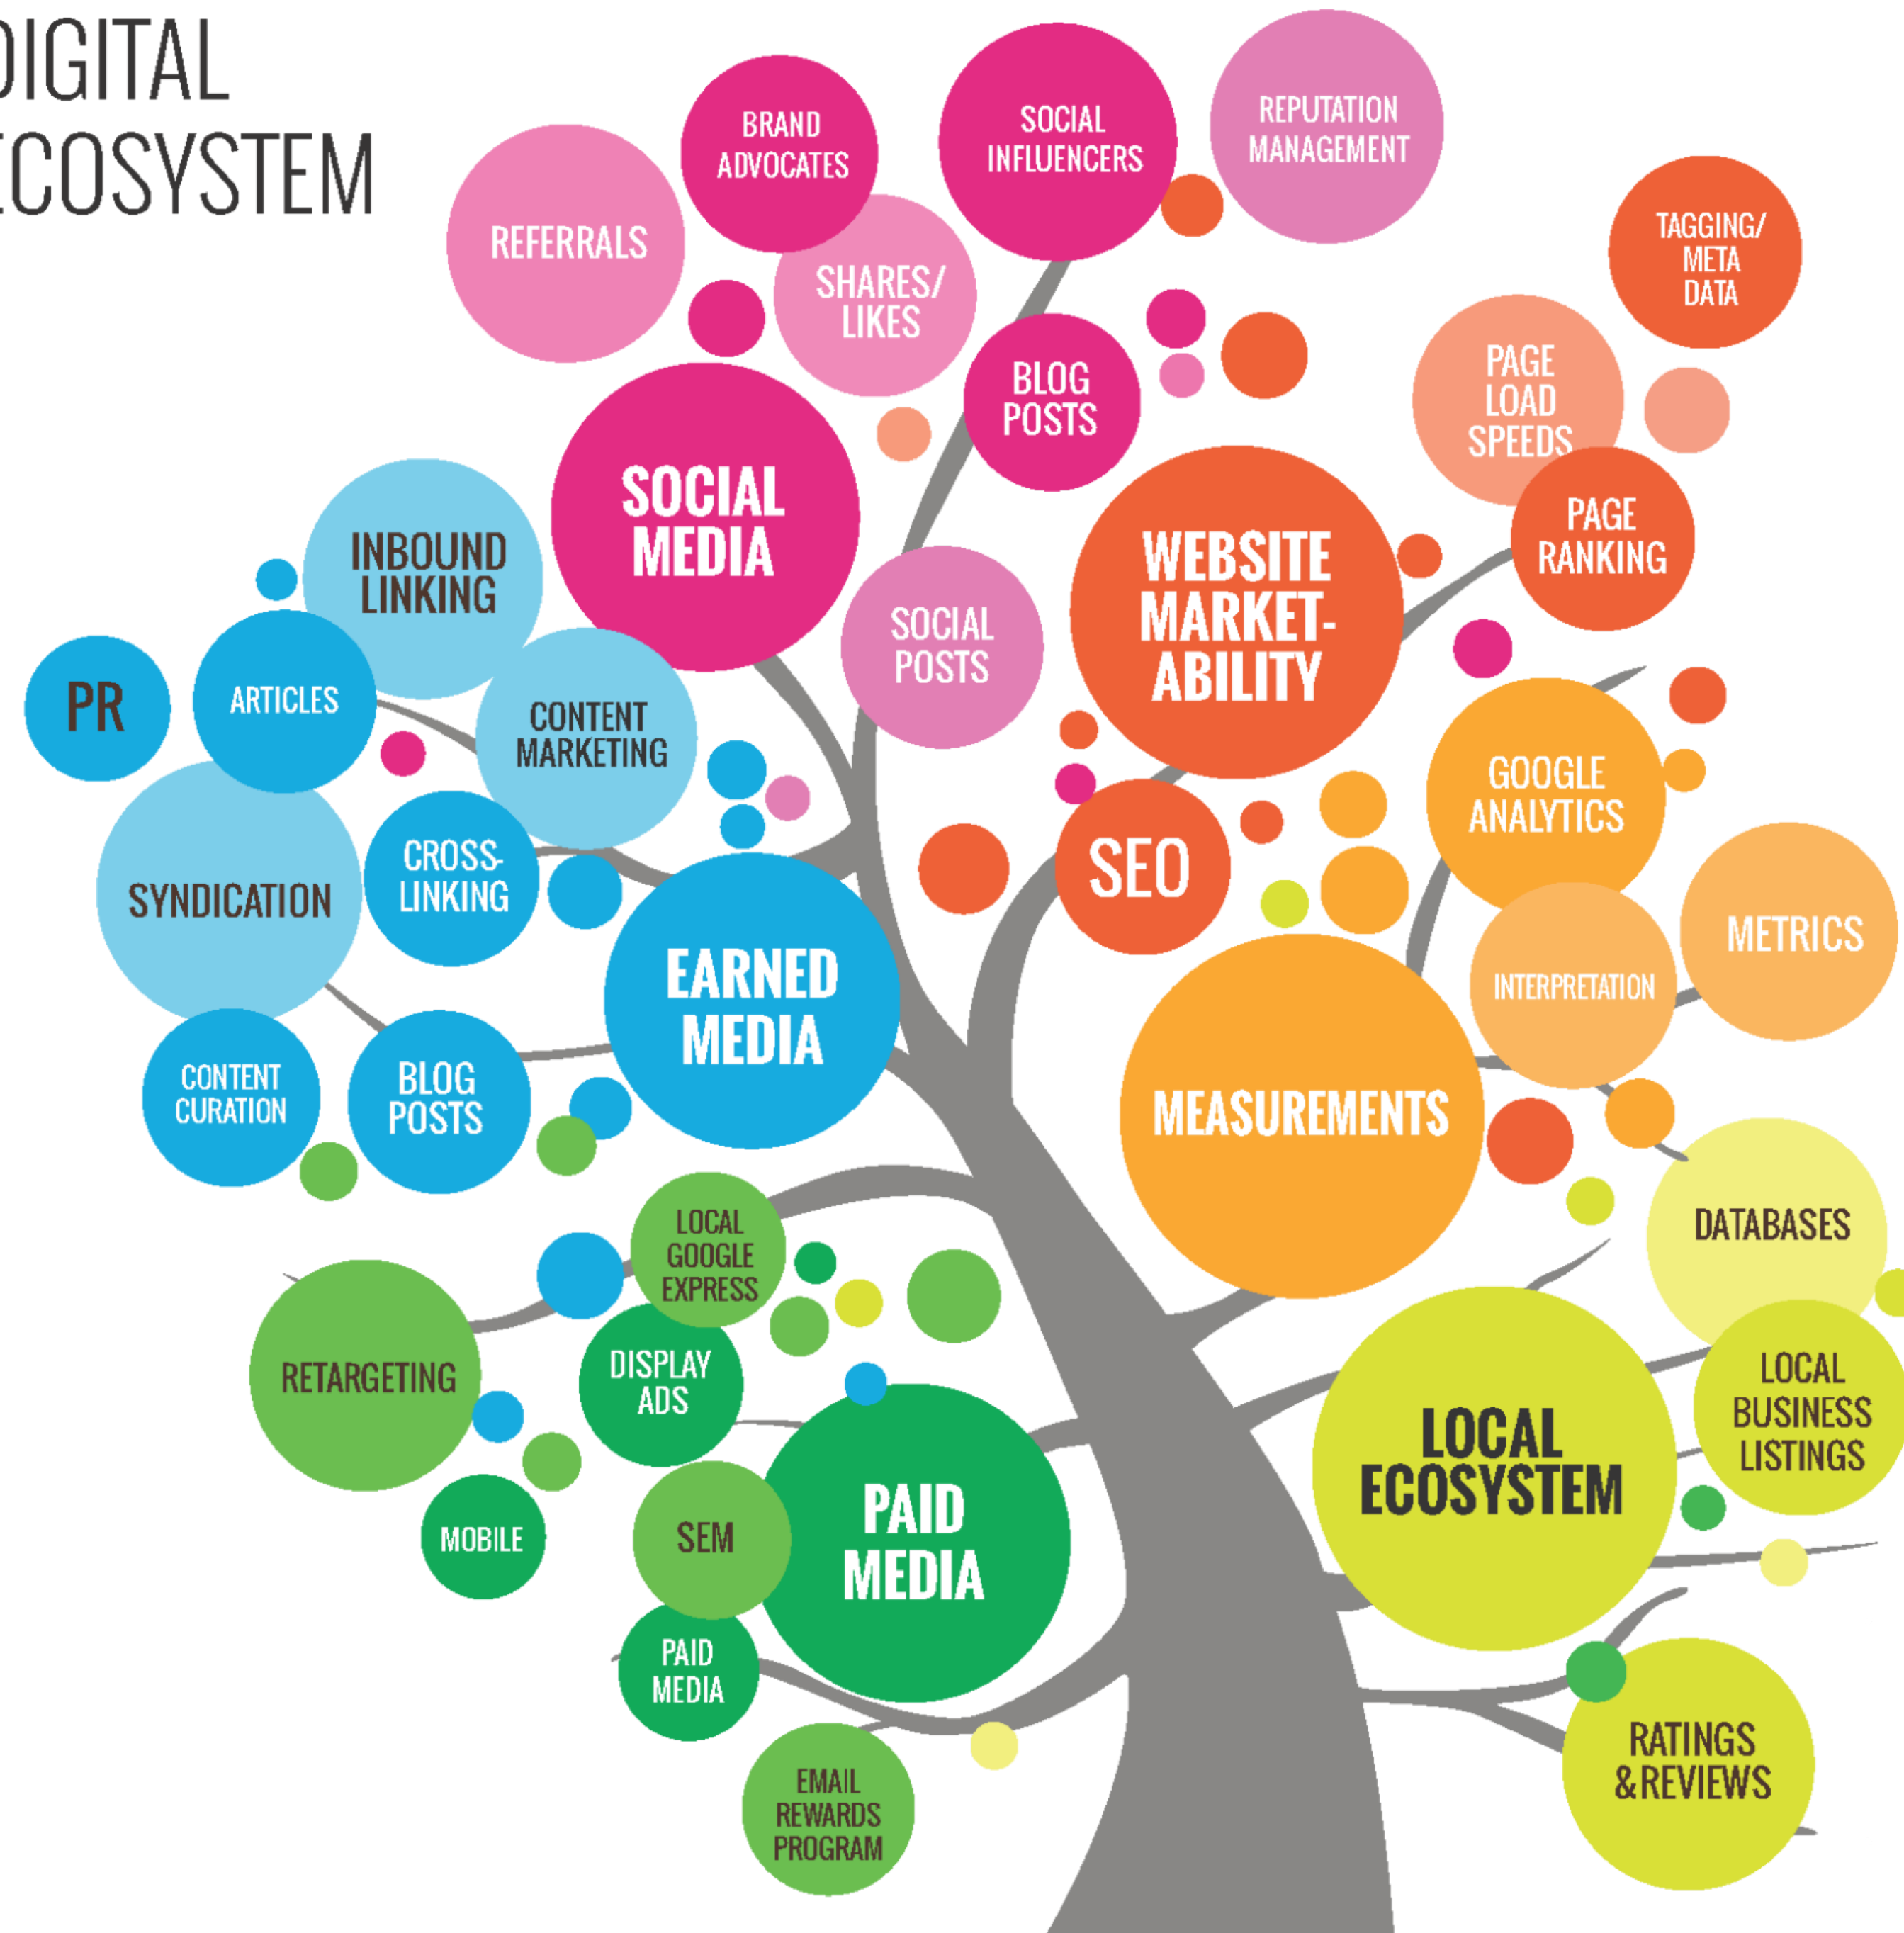 DIGITAL
ECOSYSTEM
BRAND
ADVOCATES
SOCIAL
INFLUENCERS
REPUTATION
MANAGEMENT
REFERRALS
SHARES/
LIKES
TAGGING/
META
DATA
BLOG
POSTS
PAGE
LOAD
SPEEDS
SOCIAL
MEDIA
PAGE
RANKING
INBOUND
LINKING
WEBSITE
MARKET-
ABILITY
SOCIAL
POSTS
PR
ARTICLES
CONTENT
MARKETING
GOOGLE
ANALYTICS
CROSS-
LINKING
SEO
SYNDICATION
METRICS
EARNED
MEDIA
INTERPRETATION
CONTENT
CURATION
BLOG
POSTS
MEASUREMENTS
LOCAL
GOOGLE
EXPRESS
DATABASES
RETARGETING
DISPLAY
ADS
LOCAL
BUSINESS
LISTINGS
LOCAL
ECOSYSTEM
MOBILE
SEM
PAID
MEDIA
PAID
MEDIA
RATINGS
& REVIEWS
EMAIL
REWARDS
PROGRAM